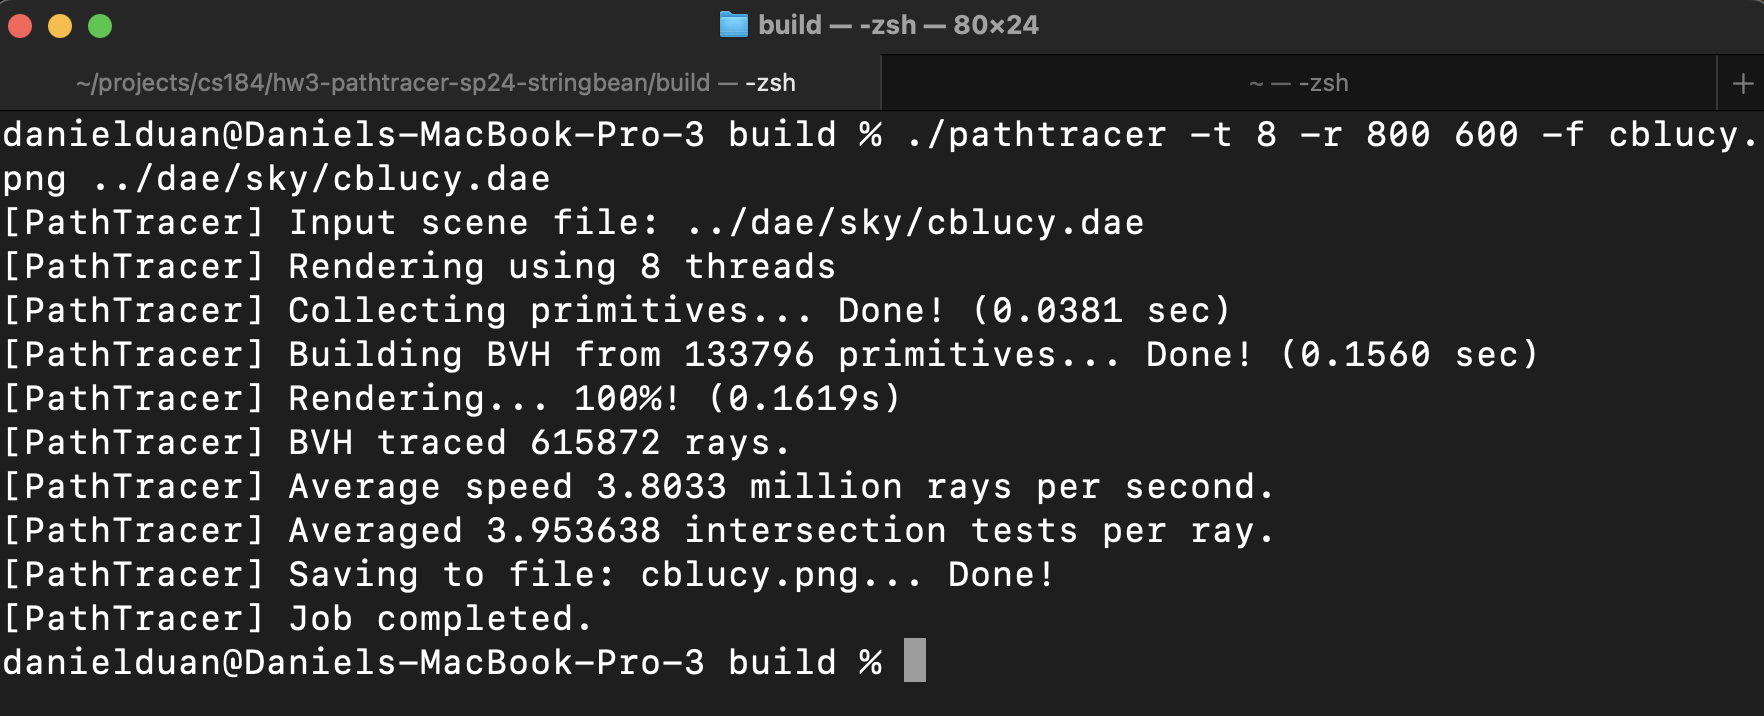 build — -zsh — 80×24
~/projects/cs184/hw3-pathtracer-sp24-stringbean/build — -zsh
~ — -zsh
+
danielduan@Daniels-MacBook-Pro-3 build % ./pathtracer -t 8 -r 800 600 -f cblucy.
png ../dae/sky/cblucy.dae
[PathTracer] Input scene file: ../dae/sky/cblucy.dae
[PathTracer] Rendering using 8 threads
[PathTracer] Collecting primitives... Done! (0.0381 sec)
[PathTracer] Building BVH from 133796 primitives... Done! (0.1560 sec)
[PathTracer] Rendering... 100%! (0.1619s)
[PathTracer] BVH traced 615872 rays.
[PathTracer] Average speed 3.8033 million rays per second.
[PathTracer] Averaged 3.953638 intersection tests per ray.
[PathTracer] Saving to file: cblucy.png... Done!
[PathTracer] Job completed.
danielduan@Daniels-MacBook-Pro-3 build %